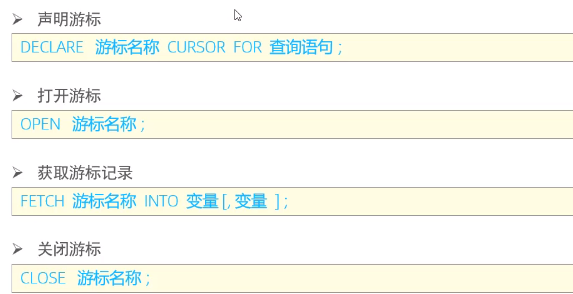 声明游标
DECLARE 游标名称 CURSOR FOR 查询语句 ;
打开游标
OPEN 游标名称 ;
获取游标记录
FETCH 游标名称 INTO 变量 [, 变量 ] ;
关闭游标
CLOSE 游标名称 ;